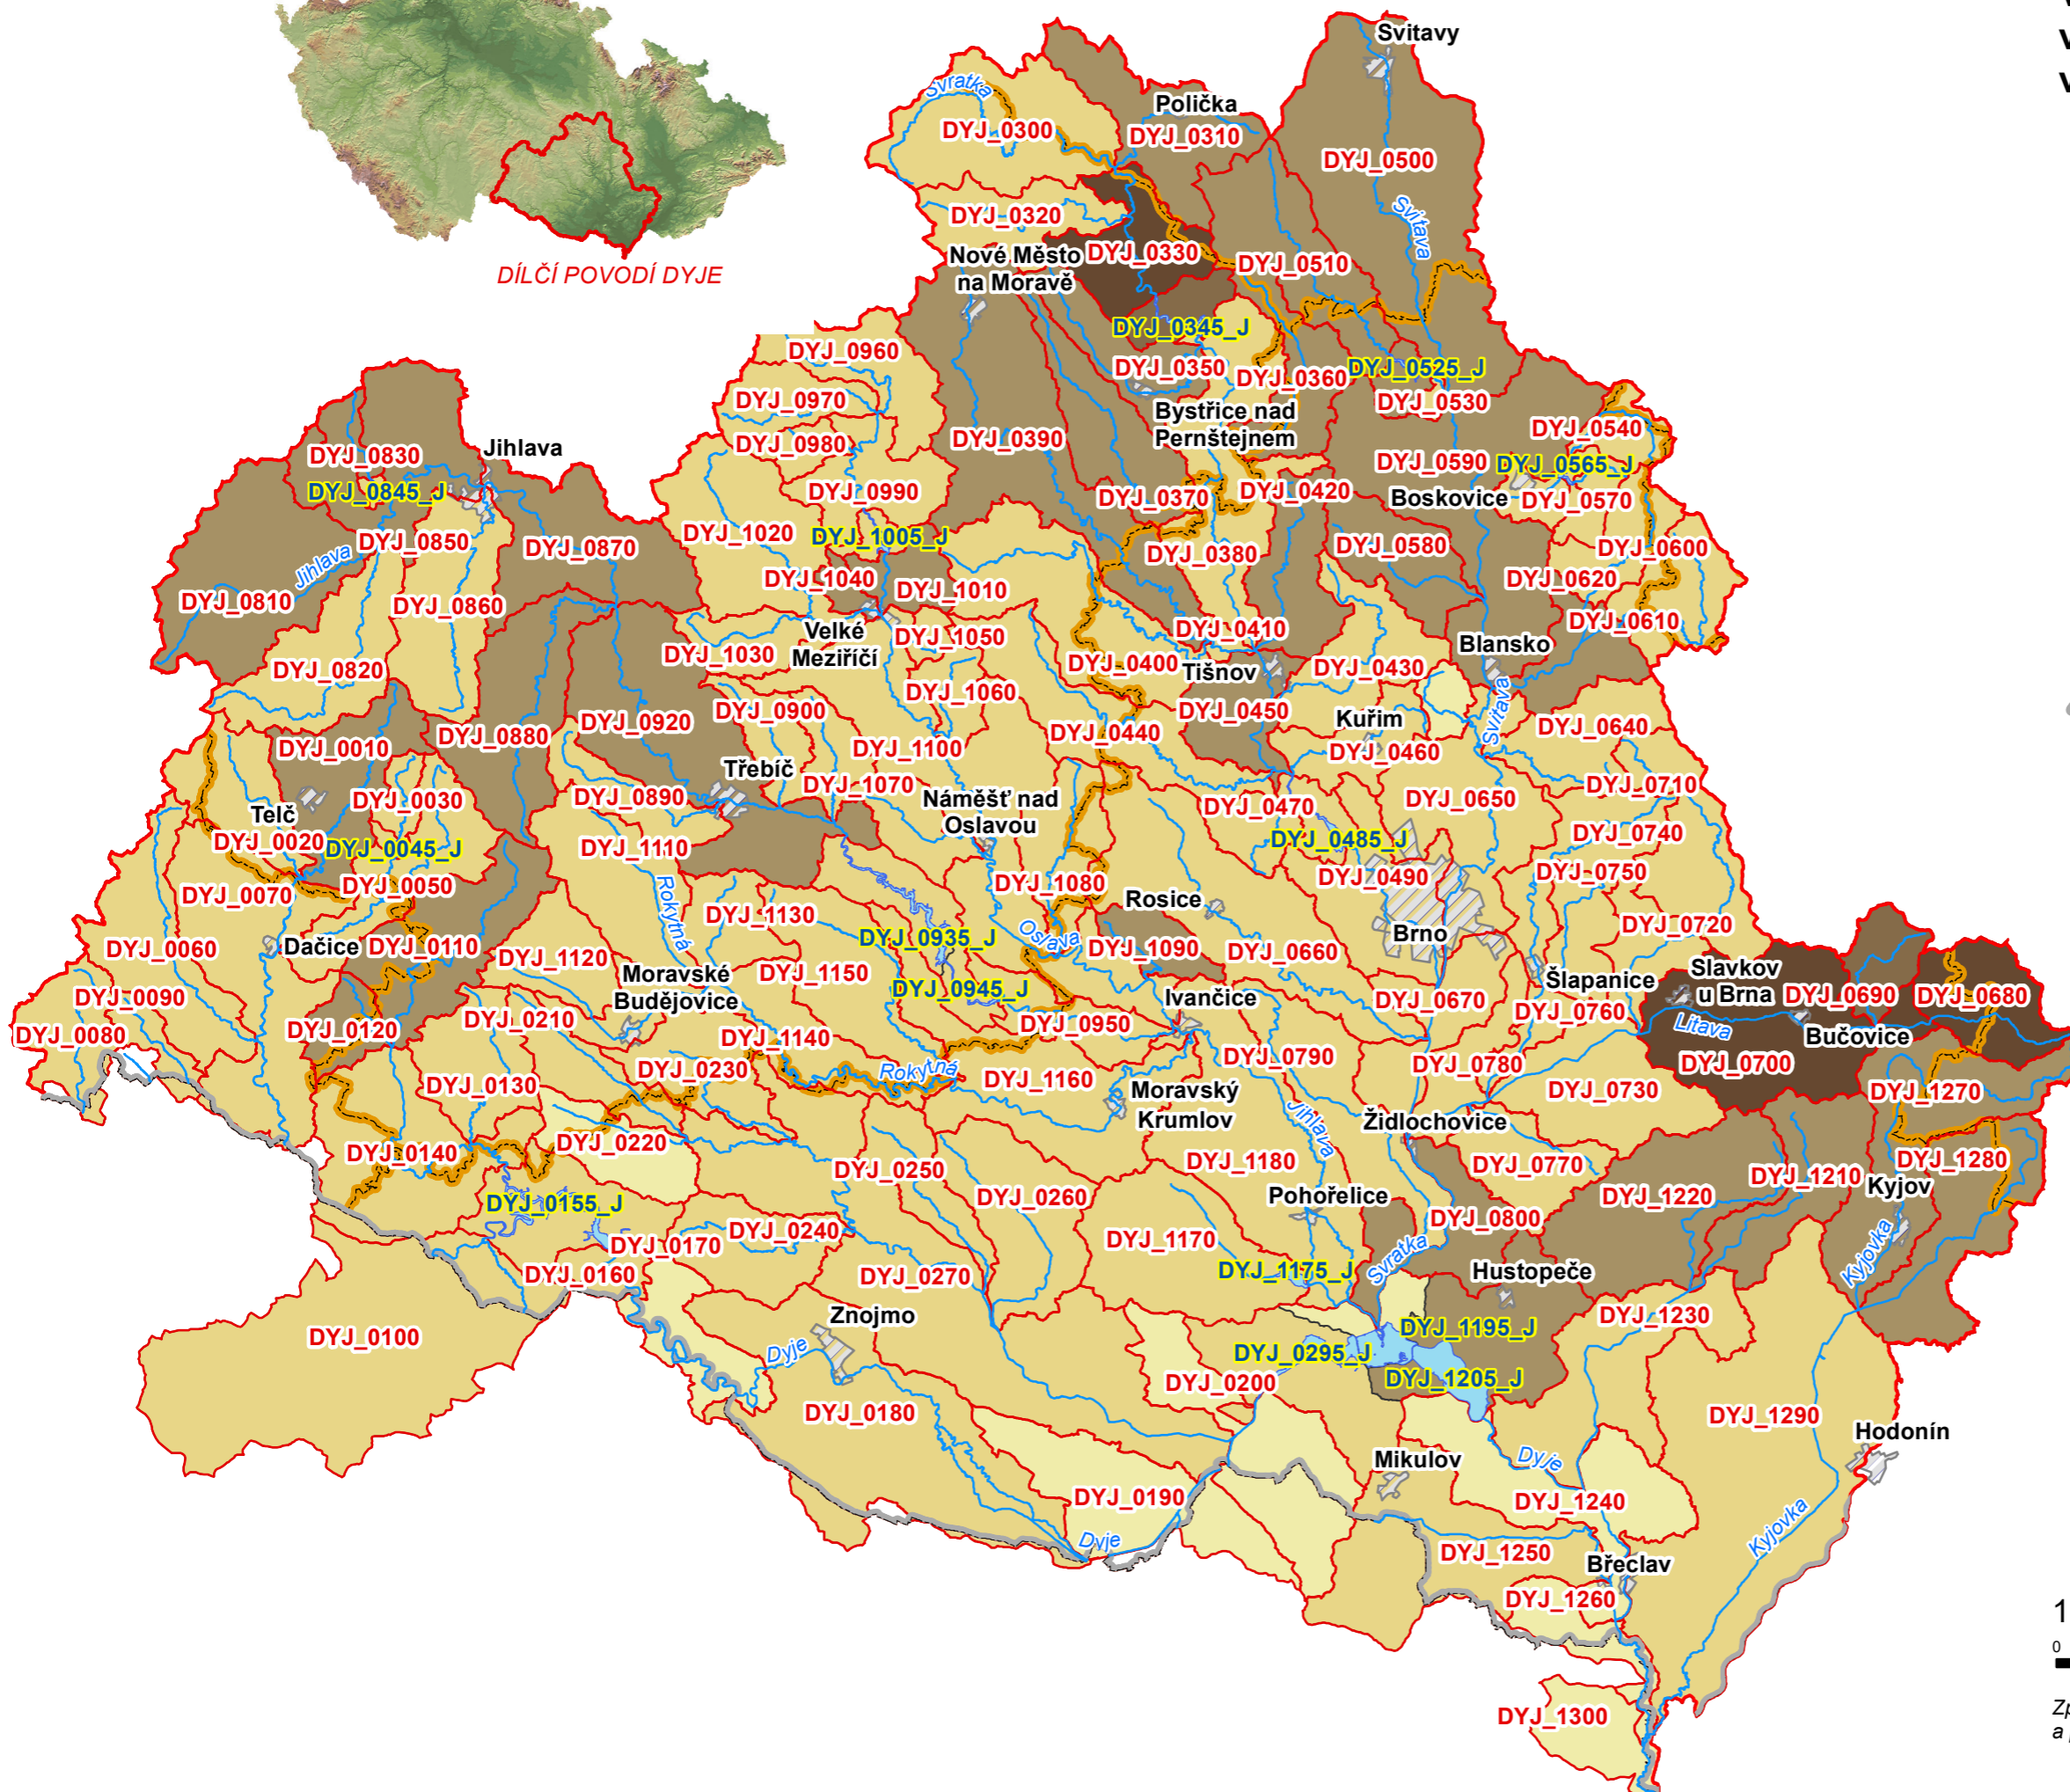 Svitavy
Svratka
Polička
DYJ_0300
DYJ_0310
DYJ_0500
DYJ_0320
Svitava
DÍLČÍ POVODÍ DYJE
Nové Město
na Moravě
DYJ_0330
DYJ_0510
DYJ_0345_J
DYJ_0960
DYJ_0350
DYJ_0360
DYJ_0525_J
DYJ_0970
DYJ_0530
Bystřice nad
Pernštejnem
DYJ_0980
DYJ_0390
DYJ_0540
Jihlava
DYJ_0830
DYJ_0590
DYJ_0565_J
DYJ_0845_J
DYJ_0990
DYJ_0370
DYJ_0420
Boskovice
DYJ_0570
DYJ_1020
DYJ_1005_J
DYJ_0850
DYJ_0870
DYJ_0380
DYJ_0580
DYJ_0600
Jihlava
DYJ_1040
DYJ_1010
DYJ_0620
DYJ_0810
DYJ_0860
Velké
Meziříčí
DYJ_1050
DYJ_0410
DYJ_0610
DYJ_0820
DYJ_1030
DYJ_0400
Tišnov
DYJ_0430
Blansko
DYJ_1060
DYJ_0900
DYJ_0450
Kuřim
Svitava
DYJ_0640
DYJ_0010
DYJ_0880
DYJ_0920
DYJ_1100
DYJ_0440
DYJ_0460
Třebíč
DYJ_1070
DYJ_0710
DYJ_0030
DYJ_0890
Náměšť nad
Oslavou
DYJ_0470
DYJ_0650
Telč
DYJ_0020
DYJ_0045_J
DYJ_1110
DYJ_0485_J
DYJ_0740
DYJ_0070
DYJ_0050
DYJ_1080
DYJ_0490
DYJ_0750
Rokytná
DYJ_1130
Rosice
DYJ_0720
DYJ_0060
Dačice
DYJ_0110
DYJ_0935_J
Oslava
DYJ_1090
DYJ_0660
Brno
DYJ_1120
Moravské
Budějovice
DYJ_1150
DYJ_0945_J
Šlapanice
Slavkov
u Brna
DYJ_0690
DYJ_0680
DYJ_0090
DYJ_0080
DYJ_0120
DYJ_0210
DYJ_1140
DYJ_0950
Ivančice
DYJ_0670
DYJ_0760
Litava
Bučovice
DYJ_0130
DYJ_0230
Rokytná
DYJ_1160
DYJ_0790
DYJ_0780
DYJ_0700
DYJ_0730
DYJ_1270
Moravský
Krumlov
Jihlava
Židlochovice
DYJ_0140
DYJ_0220
DYJ_0250
DYJ_1180
DYJ_0770
DYJ_1210
DYJ_1280
Kyjov
DYJ_0155_J
DYJ_0260
Pohořelice
DYJ_1220
DYJ_0170
DYJ_0240
DYJ_1170
DYJ_0800
DYJ_0160
DYJ_0270
DYJ_1175_J
Svratka
Hustopeče
Kyjovka
DYJ_0100
Znojmo
Dyje
DYJ_1195_J
DYJ_1230
DYJ_0295_J
DYJ_0200
DYJ_1205_J
DYJ_0180
DYJ_1290
Hodonín
Mikulov
Dyje
DYJ_0190
DYJ_1240
Dyje
DYJ_1250
Břeclav
Kyjovka
DYJ_1260
1
0
DYJ_1300